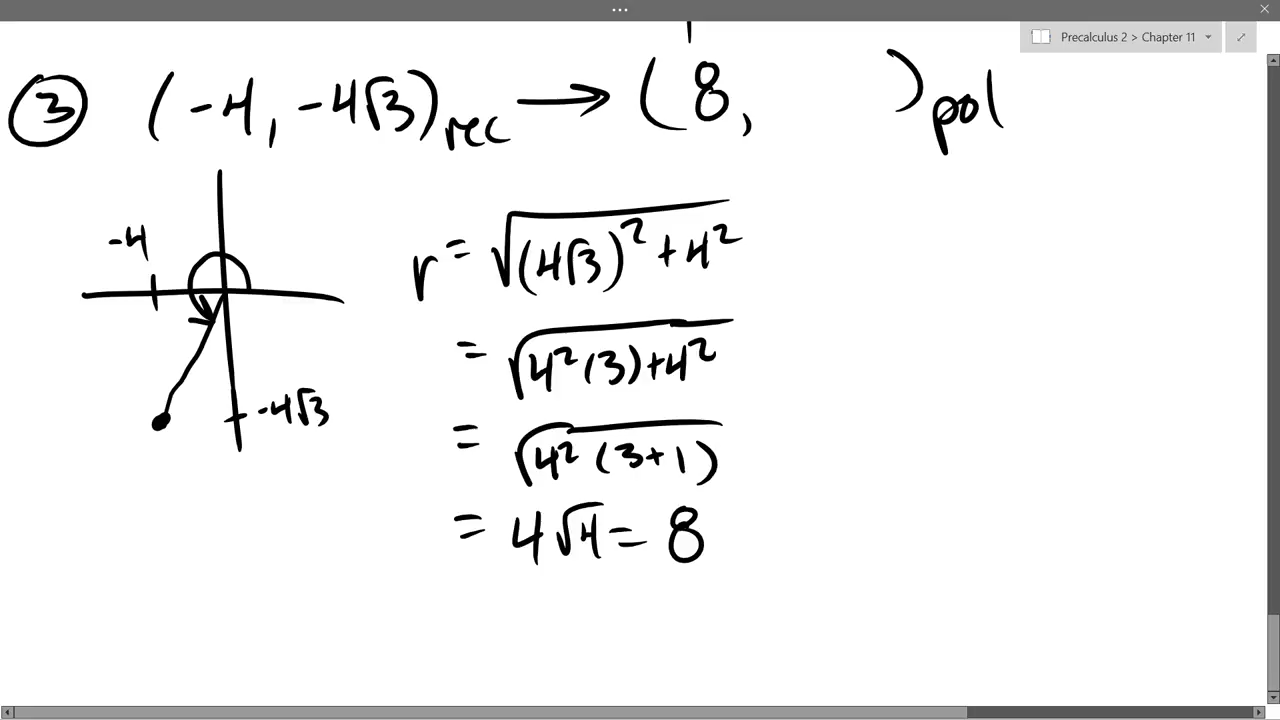 Precalculus 2 > Chapter 11
③ (-4, -4√3)rec → (8, )pol
-4
r = √((4√3)² + 4²)
= √(4²(3) + 4²)
-4√3
= √(4²(3+1))
= 4√4 = 8